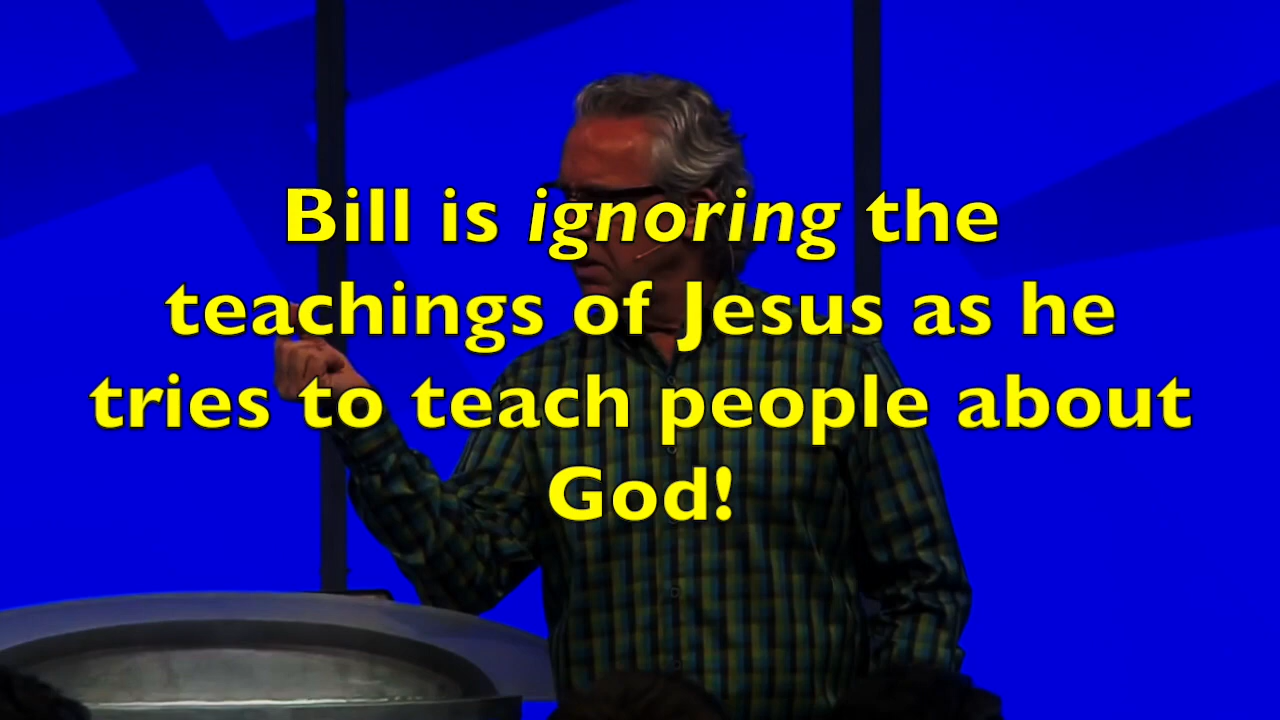 Bill is ignoring the
teachings of Jesus as he
tries to teach people about
God!